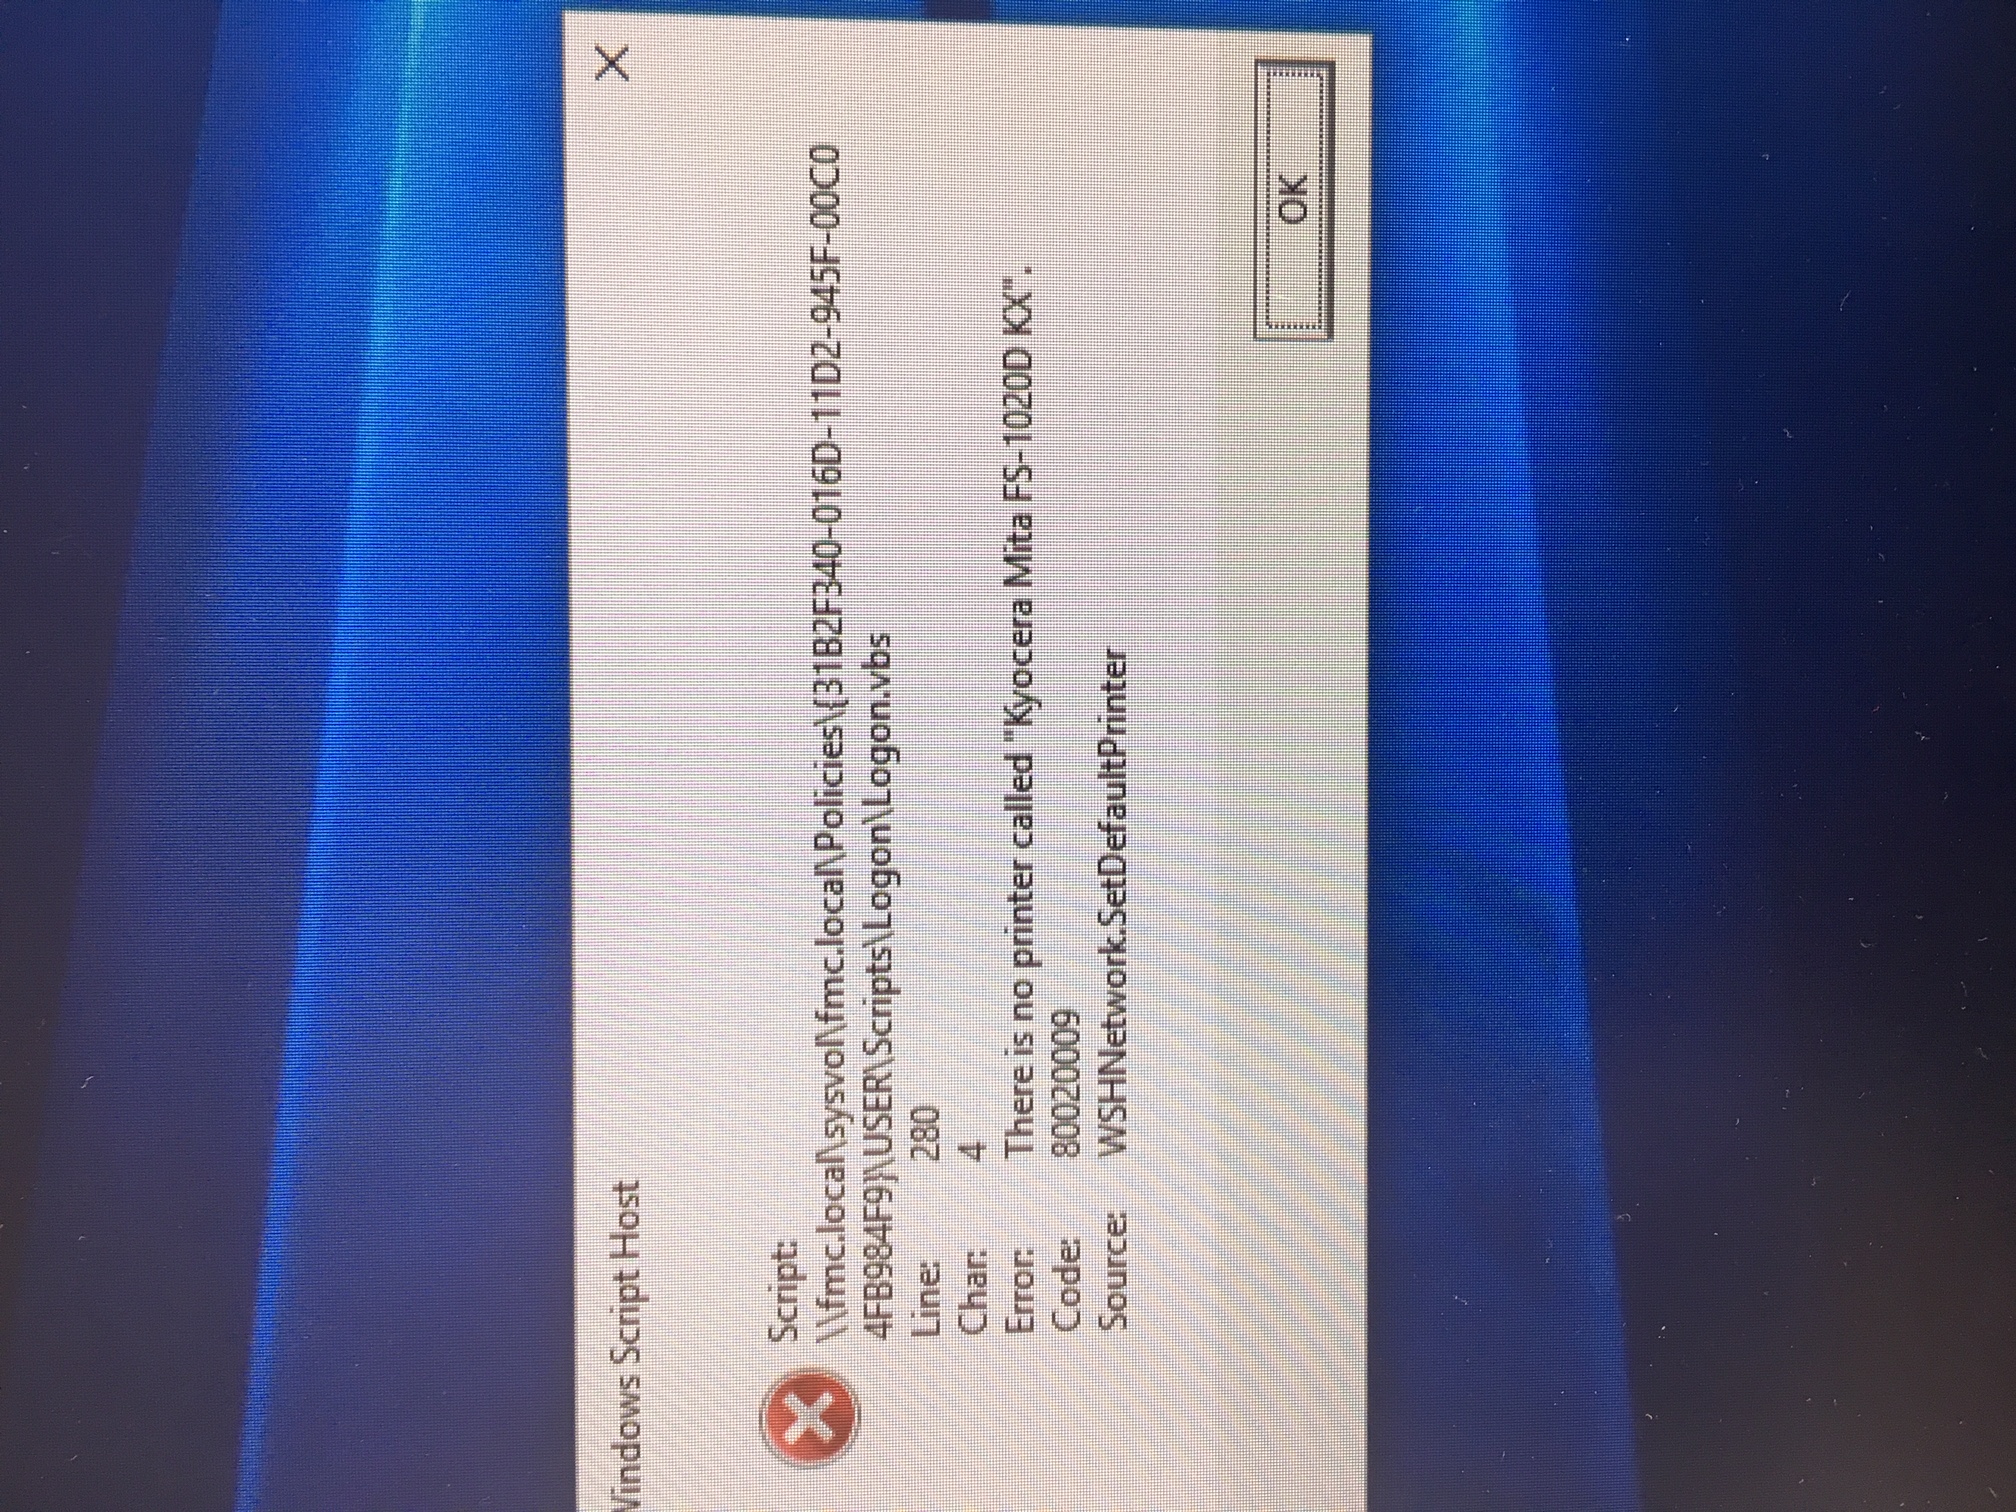 Windows Script Host
Script:
\\fmc.local\sysvol\fmc.local\Policies\{31B2F340-016D-11D2-945F-00C0
4FB984F9}\USER\Scripts\Logon\Logon.vbs
Line: 280
Char: 4
Error: There is no printer called "Kyocera Mita FS-1020D KX".
Code: 80020009
Source: WSHNetwork.SetDefaultPrinter
OK